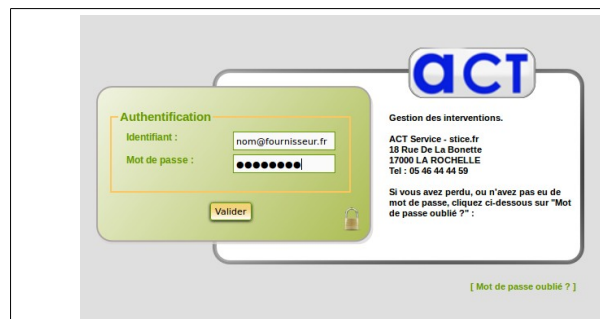 act
Authentification
Identifiant :
nom@fournisseur.fr
Mot de passe :
●●●●●●●●
Valider
Gestion des interventions.
ACT Service - stice.fr
18 Rue De La Bonette
17000 LA ROCHELLE
Tel : 05 46 44 44 59
Si vous avez perdu, ou n'avez pas eu de
mot de passe, cliquez ci-dessous sur "Mot
de passe oublié ?" :
[ Mot de passe oublié ? ]